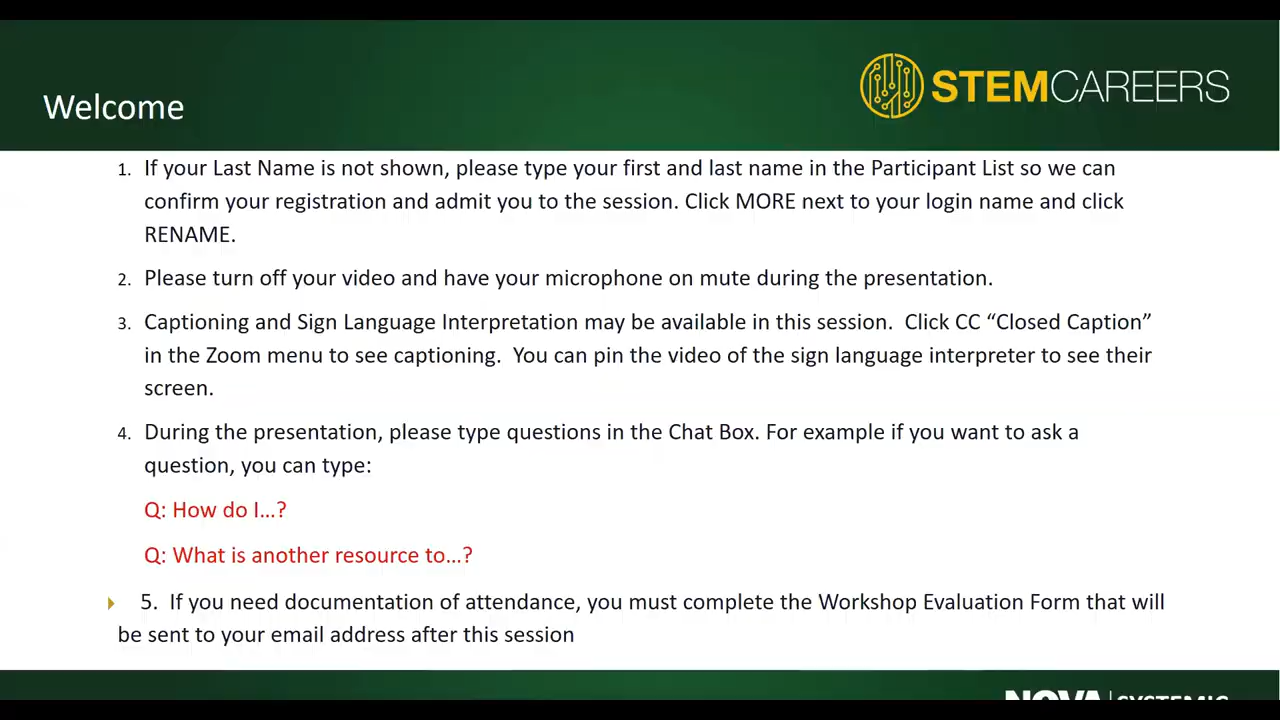 STEMCAREERS
Welcome
1. If your Last Name is not shown, please type your first and last name in the Participant List so we can
confirm your registration and admit you to the session. Click MORE next to your login name and click
RENAME.
2. Please turn off your video and have your microphone on mute during the presentation.
3. Captioning and Sign Language Interpretation may be available in this session.  Click CC “Closed Caption”
in the Zoom menu to see captioning.  You can pin the video of the sign language interpreter to see their
screen.
4. During the presentation, please type questions in the Chat Box. For example if you want to ask a
question, you can type:
Q: How do I...?
Q: What is another resource to...?
5.  If you need documentation of attendance, you must complete the Workshop Evaluation Form that will
be sent to your email address after this session
NOVA | SYSTEMIC